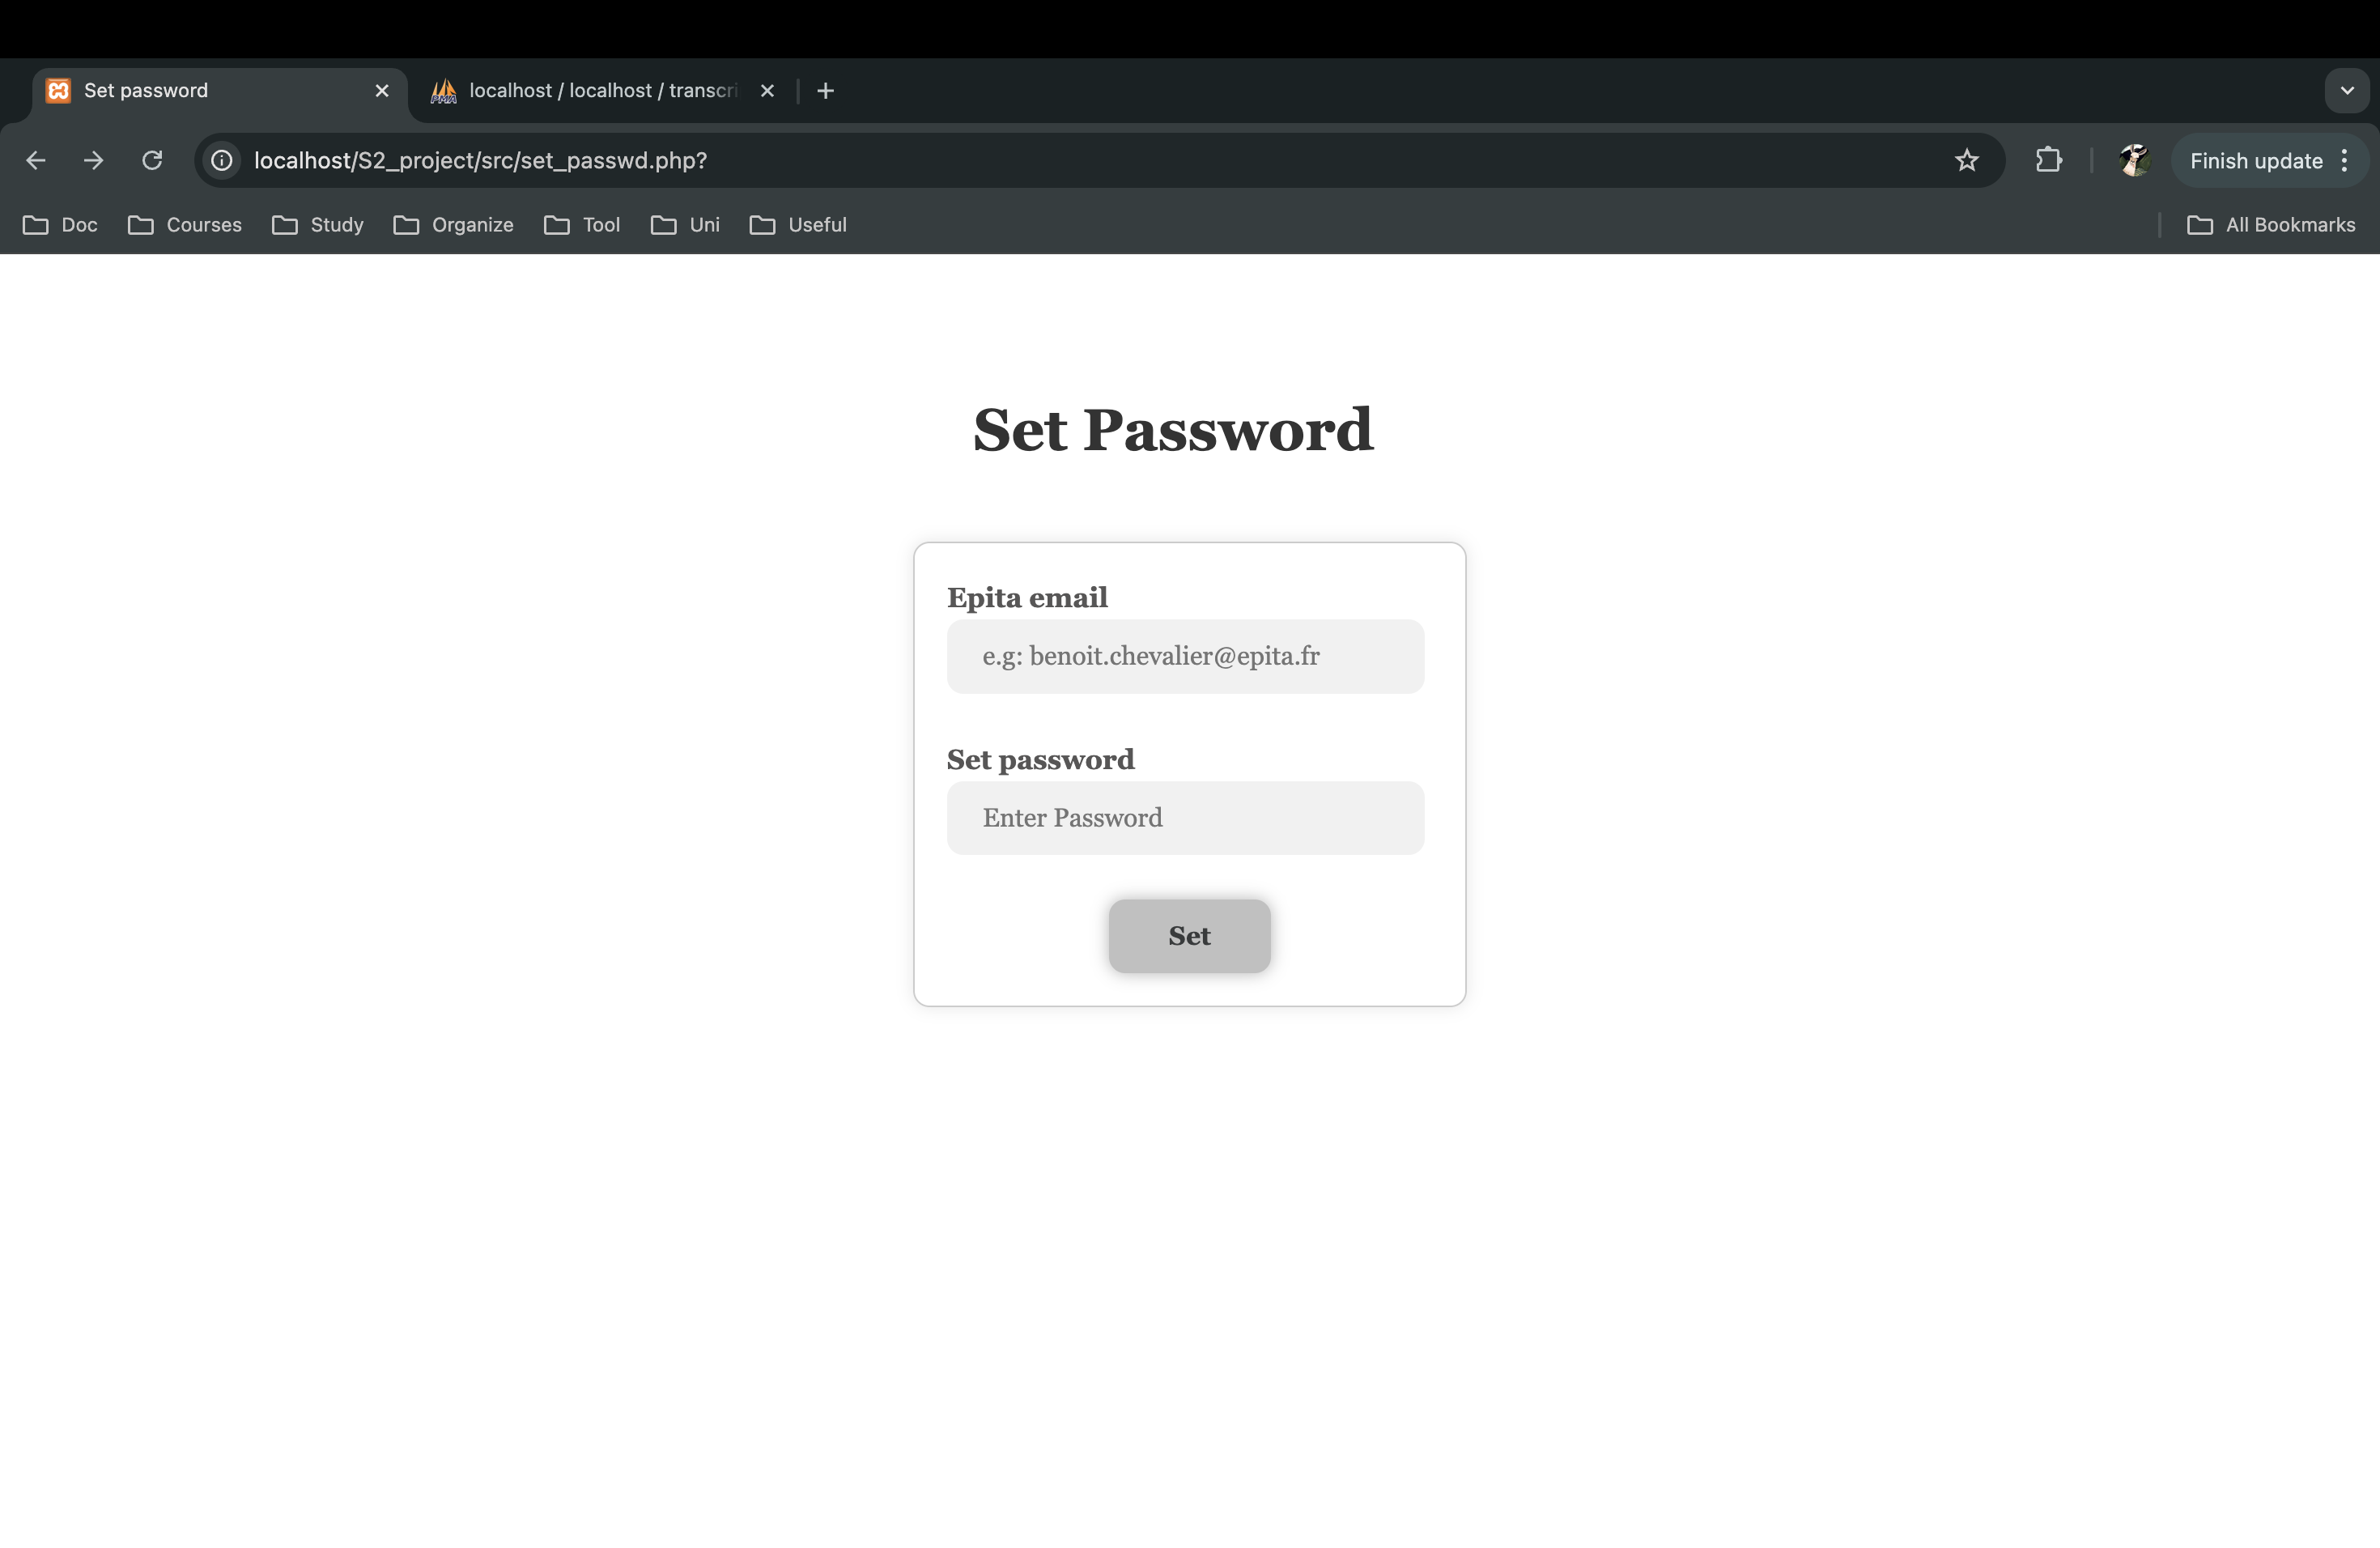 Set password
localhost / localhost / transcri
localhost/S2_project/src/set_passwd.php?
Finish update
Doc
Courses
Study
Organize
Tool
Uni
Useful
All Bookmarks
Set Password
Epita email
e.g: benoit.chevalier@epita.fr
Set password
Enter Password
Set